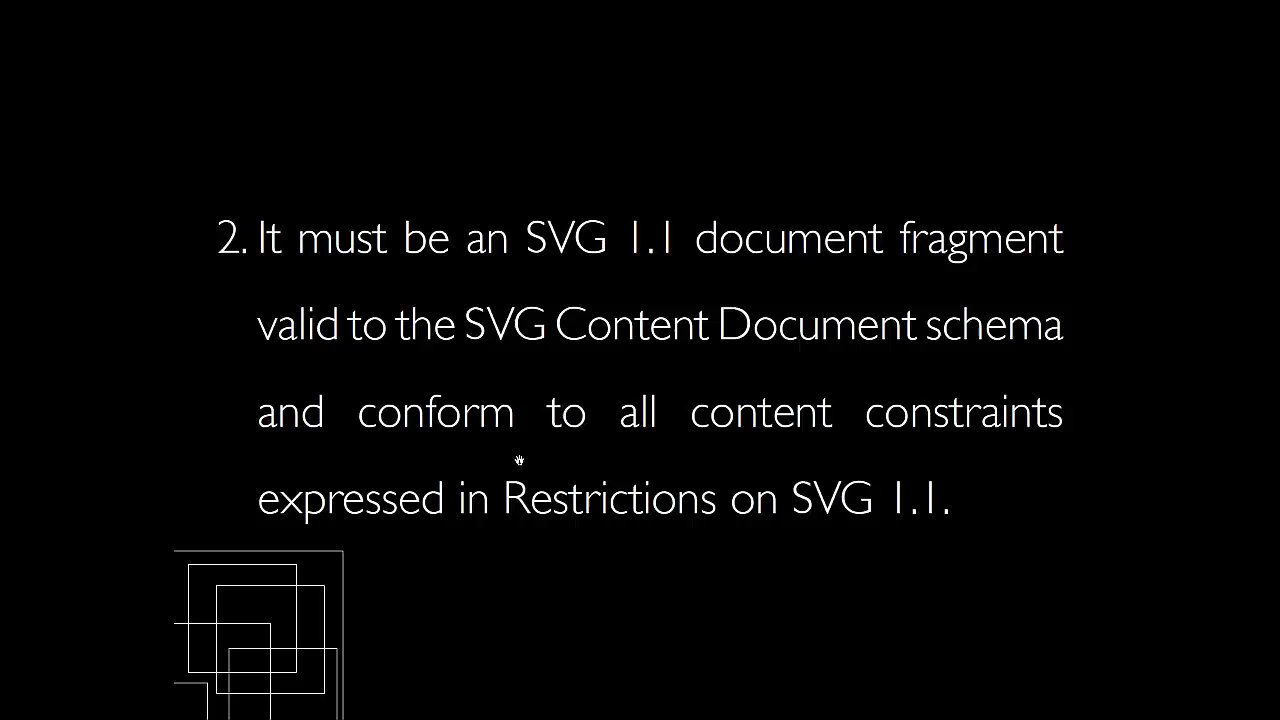 2. It must be an SVG 1.1 document fragment
valid to the SVG Content Document schema
and conform to all content constraints
expressed in Restrictions on SVG 1.1.